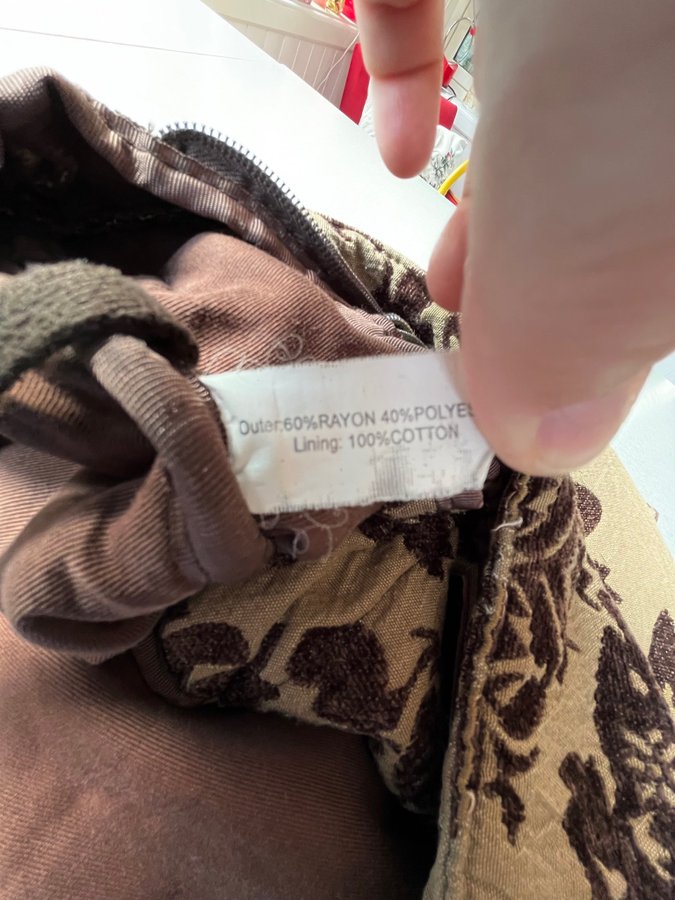 Outer:60%RAYON 40%POLYES
Lining: 100%COTTON